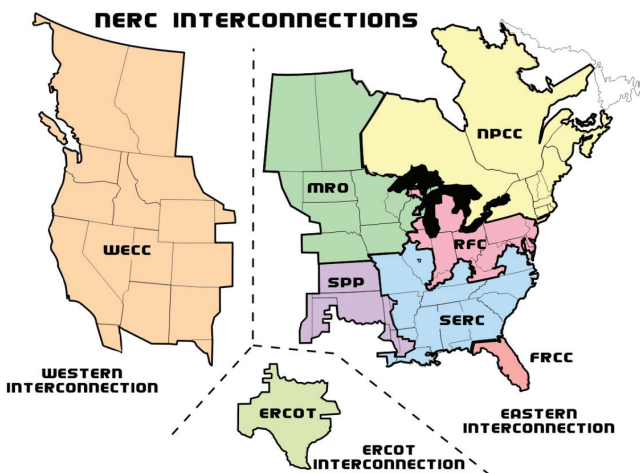 NERC INTERCONNECTIONS
NPCC
MRO
RFC
WECC
SPP
SERC
FRCC
WESTERN
INTERCONNECTION
ERCOT
EASTERN
INTERCONNECTION
ERCOT
INTERCONNECTION